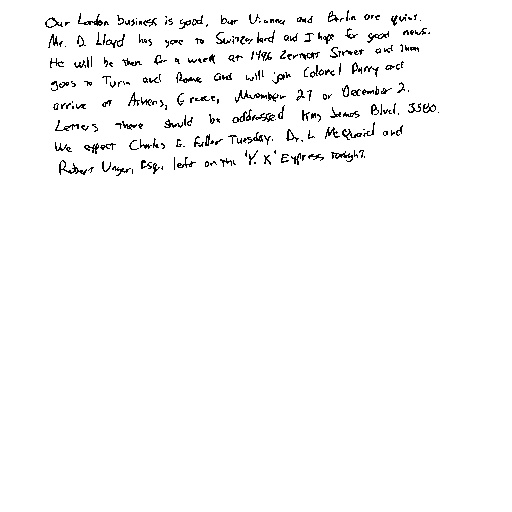 Our London business is good, but Vienna and Berlin are quiet.
Mr. D. Lloyd has gone to Switzerland and I hope for good news.
He will be there for a week at 1496 Zermott Street and then
goes to Turin and Rome and will join Colonel Parry and
arrive at Athens, Greece, November 27 or December 2.
Letters there should be addressed King James Blvd. 3580.
We expect Charles E. Fuller Tuesday. Dr. L. McQuaid and
Robert Unger, Esq., left on the 'Y. X' Express tonight.